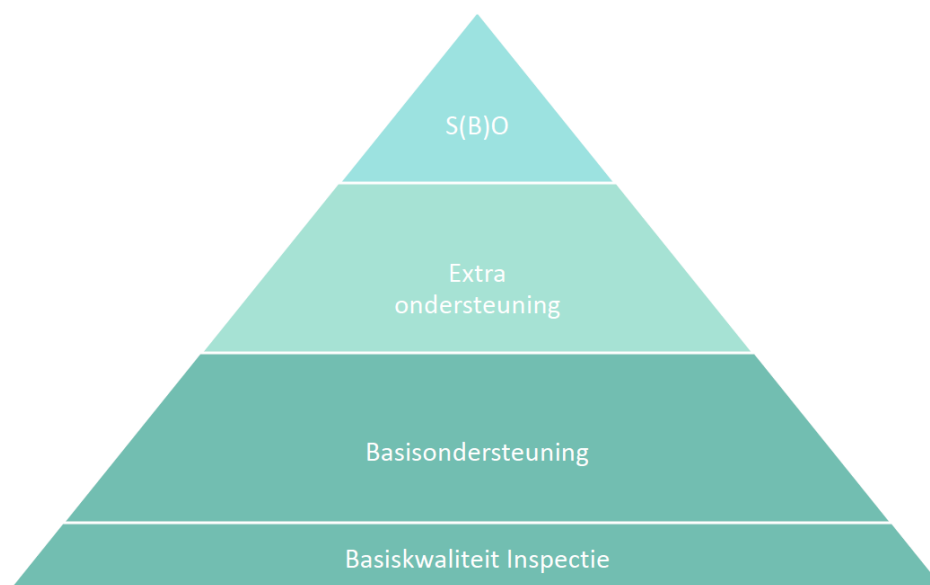 S(B)O
Extra
ondersteuning
Basisondersteuning
Basiskwaliteit Inspectie